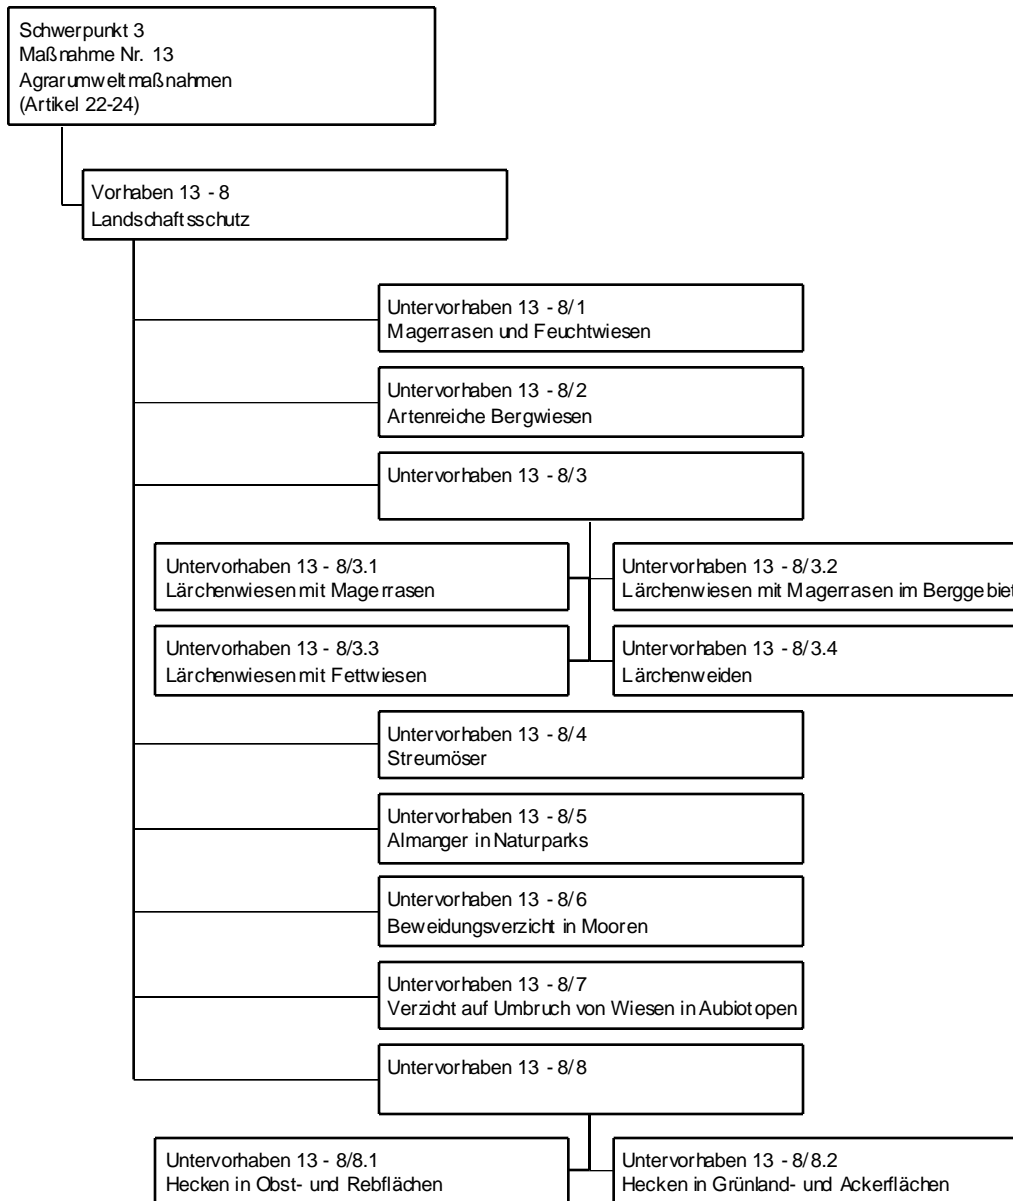 Schwerpunkt 3
Maßnahme Nr. 13
Agrarumweltmaßnahmen
(Artikel 22-24)
Vorhaben 13 - 8
Landschaftsschutz
Untervorhaben 13 - 8/1
Magerrasen und Feuchtwiesen
Untervorhaben 13 - 8/2
Artenreiche Bergwiesen
Untervorhaben 13 - 8/3
Untervorhaben 13 - 8/3.1
Lärchenwiesen mit Magerrasen
Untervorhaben 13 - 8/3.2
Lärchenwiesen mit Magerrasen im Berggebiet
Untervorhaben 13 - 8/3.3
Lärchenwiesen mit Fettwiesen
Untervorhaben 13 - 8/3.4
Lärchenweiden
Untervorhaben 13 - 8/4
Streumöser
Untervorhaben 13 - 8/5
Almanger in Naturparks
Untervorhaben 13 - 8/6
Beweidungsverzicht in Mooren
Untervorhaben 13 - 8/7
Verzicht auf Umbruch von Wiesen in Aubiotopen
Untervorhaben 13 - 8/8
Untervorhaben 13 - 8/8.1
Hecken in Obst- und Rebflächen
Untervorhaben 13 - 8/8.2
Hecken in Grünland- und Ackerflächen